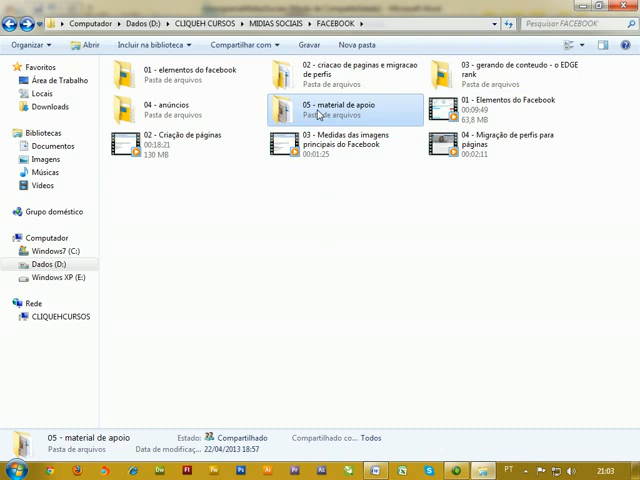 Computador ▸ Dados (D:) ▸ CLIQUEH CURSOS ▸ MIDIAS SOCIAIS ▸ FACEBOOK ▸
Pesquisar FACEBOOK
Organizar Abrir Incluir na biblioteca Compartilhar com Gravar Nova pasta
Favoritos
Área de Trabalho
Locais
Downloads
Bibliotecas
Documentos
Imagens
Músicas
Vídeos
Grupo doméstico
Computador
Windows7 (C:)
Dados (D:)
Windows XP (E:)
Rede
CLIQUEHCURSOS
01 - elementos do facebook
Pasta de arquivos
02 - criacao de paginas e migracao
de perfis
Pasta de arquivos
03 - gerando de conteudo - o EDGE
rank
Pasta de arquivos
04 - anúncios
Pasta de arquivos
05 - material de apoio
Pasta de arquivos
01 - Elementos do Facebook
00:09:49
63,8 MB
02 - Criação de páginas
00:18:21
130 MB
03 - Medidas das imagens
principais do Facebook
00:01:25
04 - Migração de perfis para
páginas
00:02:11
05 - material de apoio
Pasta de arquivos
Estado: Compartilhado
Data de modificaç... 22/04/2013 18:57
Compartilhado co... Todos
PT
21:03